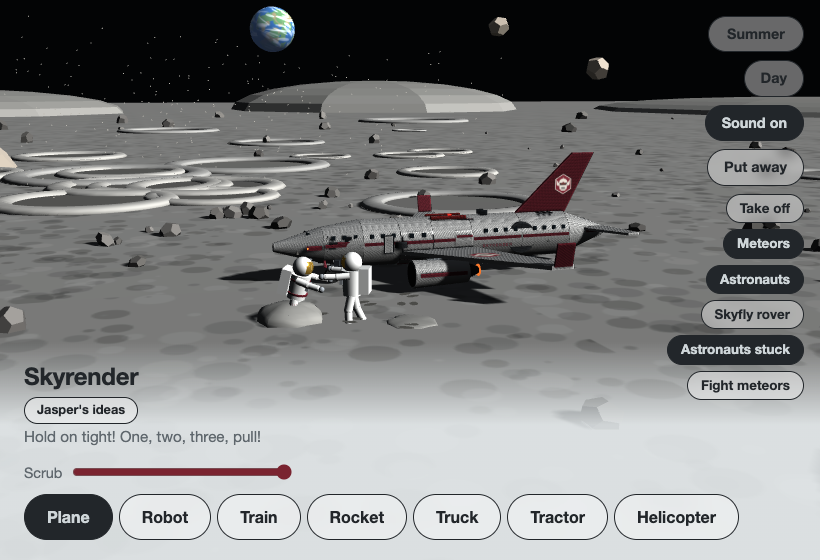 Summer
Day
Sound on
Put away
Take off
Meteors
Astronauts
Skyfly rover
Astronauts stuck
Fight meteors
Skyrender
Jasper's ideas
Hold on tight! One, two, three, pull!
Scrub
Plane
Robot
Train
Rocket
Truck
Tractor
Helicopter